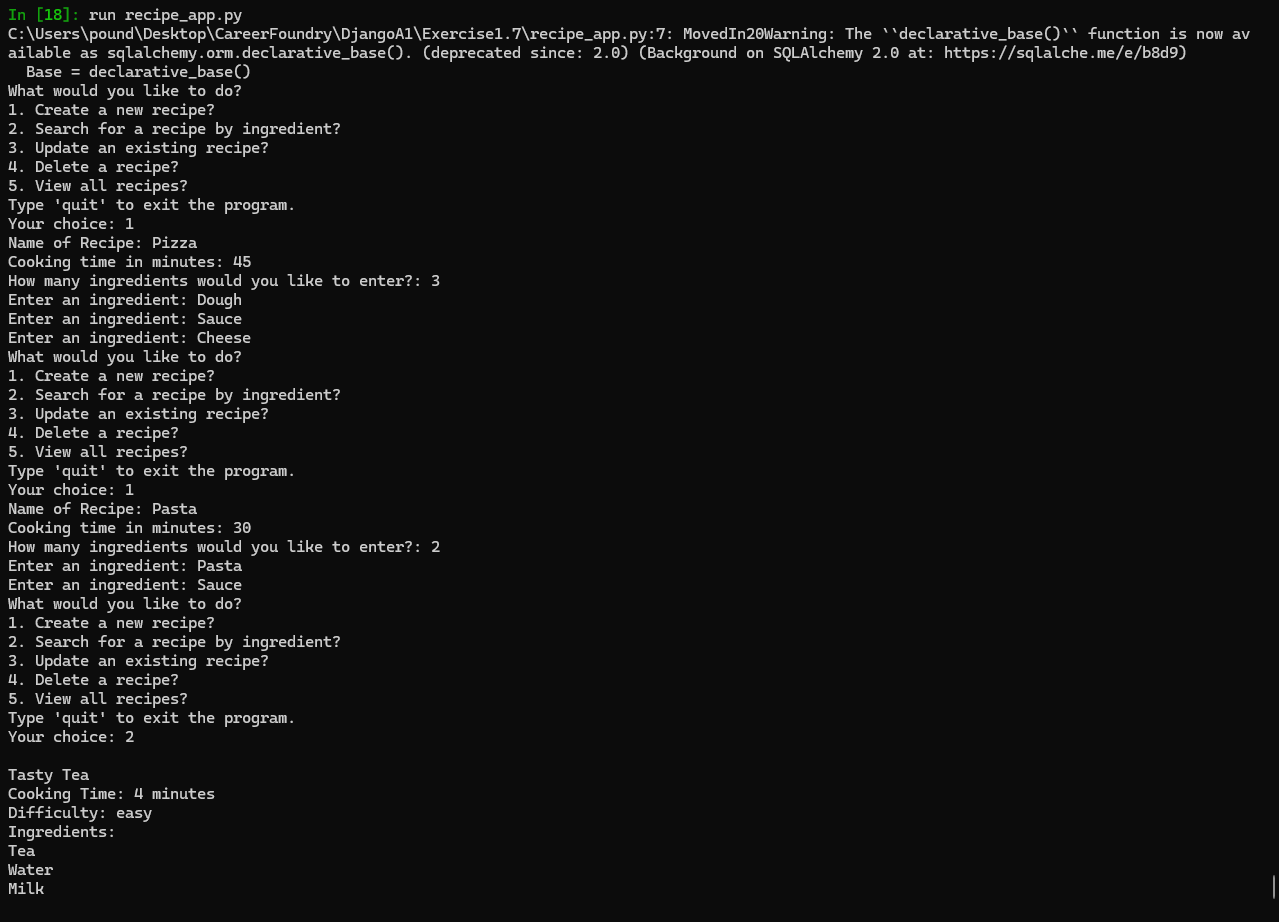 In [18]: run recipe_app.py
C:\Users\pound\Desktop\CareerFoundry\DjangoA1\Exercise1.7\recipe_app.py:7: MovedIn20Warning: The ``declarative_base()`` function is now av
ailable as sqlalchemy.orm.declarative_base(). (deprecated since: 2.0) (Background on SQLAlchemy 2.0 at: https://sqlalche.me/e/b8d9)
  Base = declarative_base()
What would you like to do?
1. Create a new recipe?
2. Search for a recipe by ingredient?
3. Update an existing recipe?
4. Delete a recipe?
5. View all recipes?
Type 'quit' to exit the program.
Your choice: 1
Name of Recipe: Pizza
Cooking time in minutes: 45
How many ingredients would you like to enter?: 3
Enter an ingredient: Dough
Enter an ingredient: Sauce
Enter an ingredient: Cheese
What would you like to do?
1. Create a new recipe?
2. Search for a recipe by ingredient?
3. Update an existing recipe?
4. Delete a recipe?
5. View all recipes?
Type 'quit' to exit the program.
Your choice: 1
Name of Recipe: Pasta
Cooking time in minutes: 30
How many ingredients would you like to enter?: 2
Enter an ingredient: Pasta
Enter an ingredient: Sauce
What would you like to do?
1. Create a new recipe?
2. Search for a recipe by ingredient?
3. Update an existing recipe?
4. Delete a recipe?
5. View all recipes?
Type 'quit' to exit the program.
Your choice: 2

Tasty Tea
Cooking Time: 4 minutes
Difficulty: easy
Ingredients:
Tea
Water
Milk